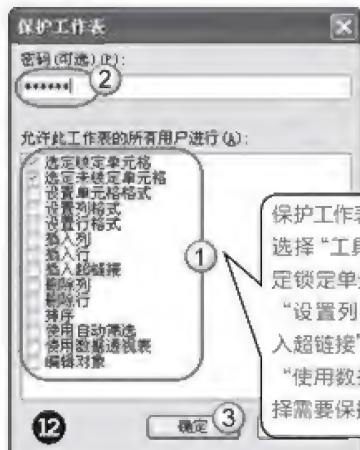 保护工作表
密码(可选)(P):
******
②
允许此工作表的所有用户进行(A):
选定锁定单元格
选定未锁定单元格
设置单元格格式
设置列格式
设置行格式
插入列
插入行
插入超链接
删除列
删除行
排序
使用自动筛选
使用数据透视表
编辑对象
①
保护工作表
选择“工具
定锁定单元
“设置列
入超链接”
“使用数
择需要保护
12
确定
③